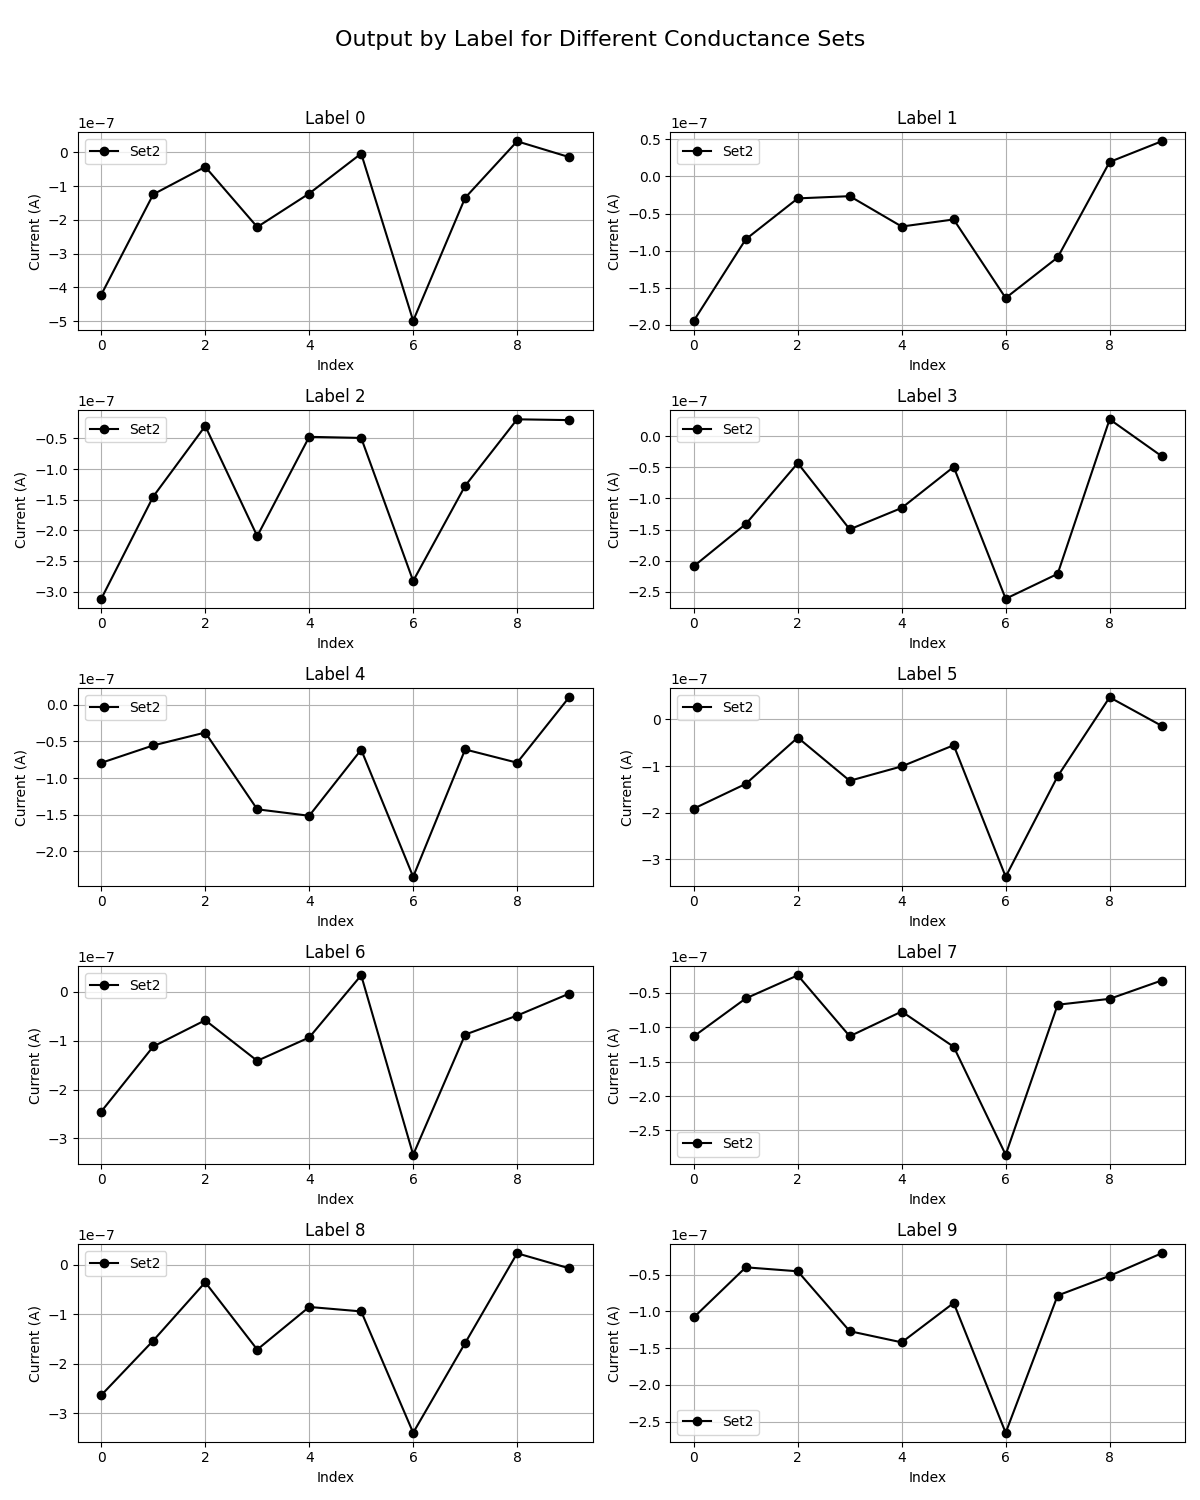 Output by Label for Different Conductance Sets
Label 0
1e−7
Set2
Current (A)
0
−1
−2
−3
−4
−5
0 2 4 6 8
Index
Label 1
1e−7
Set2
Current (A)
0.5
0.0
−0.5
−1.0
−1.5
−2.0
0 2 4 6 8
Index
Label 2
1e−7
Set2
Current (A)
−0.5
−1.0
−1.5
−2.0
−2.5
−3.0
0 2 4 6 8
Index
Label 3
1e−7
Set2
Current (A)
0.0
−0.5
−1.0
−1.5
−2.0
−2.5
0 2 4 6 8
Index
Label 4
1e−7
Set2
Current (A)
0.0
−0.5
−1.0
−1.5
−2.0
0 2 4 6 8
Index
Label 5
1e−7
Set2
Current (A)
0
−1
−2
−3
0 2 4 6 8
Index
Label 6
1e−7
Set2
Current (A)
0
−1
−2
−3
0 2 4 6 8
Index
Label 7
1e−7
Set2
Current (A)
−0.5
−1.0
−1.5
−2.0
−2.5
0 2 4 6 8
Index
Label 8
1e−7
Set2
Current (A)
0
−1
−2
−3
0 2 4 6 8
Index
Label 9
1e−7
Set2
Current (A)
−0.5
−1.0
−1.5
−2.0
−2.5
0 2 4 6 8
Index